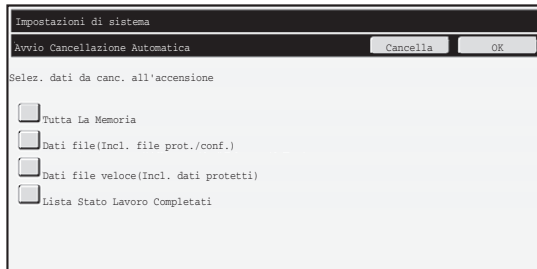 Impostazioni di sistema
Avvio Cancellazione Automatica Cancella OK
Selez. dati da canc. all'accensione
Tutta La Memoria
Dati file(Incl. file prot./conf.)
Dati file veloce(Incl. dati protetti)
Lista Stato Lavoro Completati